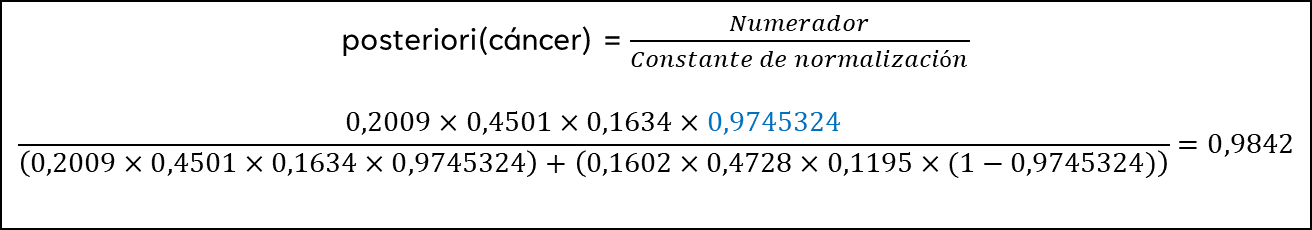 posteriori(cáncer) = Numerador / Constante de normalización
0,2009 × 0,4501 × 0,1634 × 0,9745324
(0,2009 × 0,4501 × 0,1634 × 0,9745324) + (0,1602 × 0,4728 × 0,1195 × (1 − 0,9745324)) = 0,9842